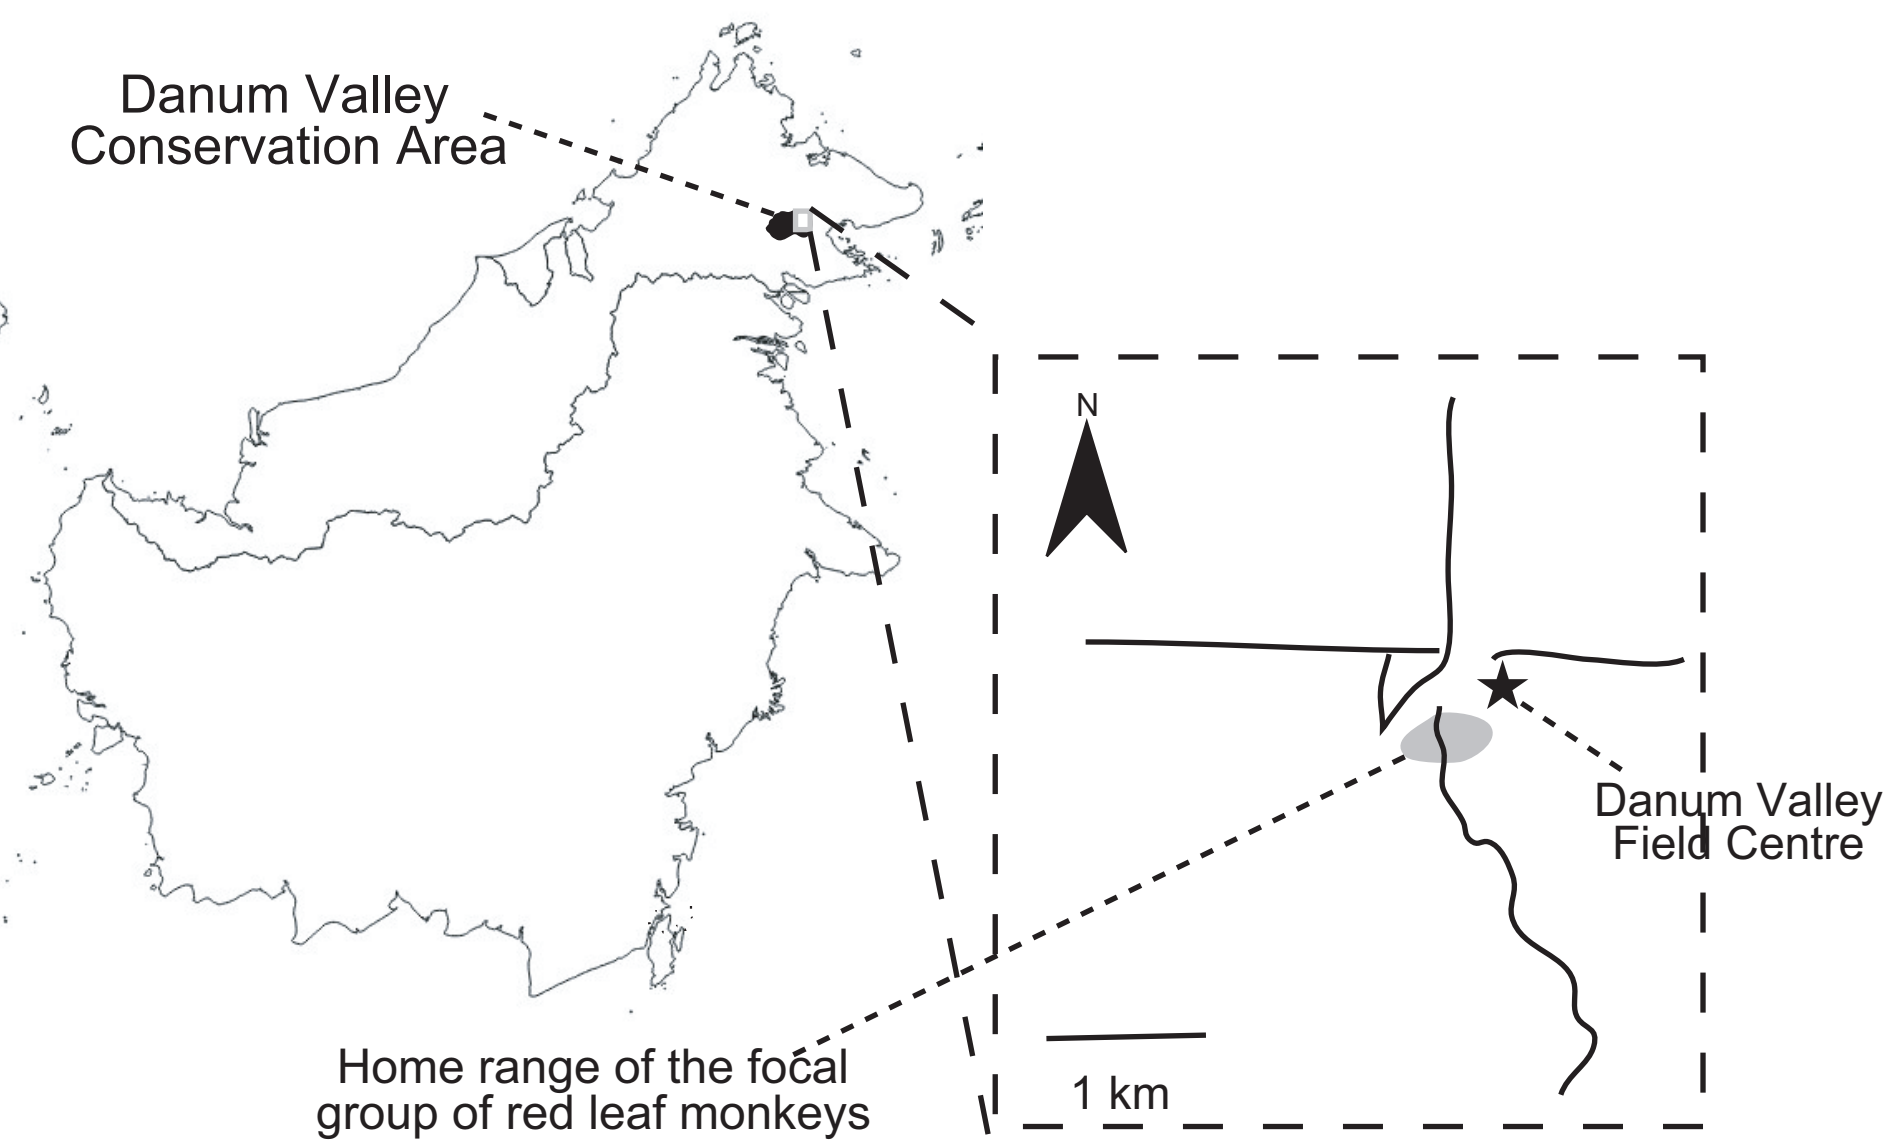 Danum Valley
Conservation Area
N
Danum Valley
Field Centre
1 km
Home range of the focal
group of red leaf monkeys